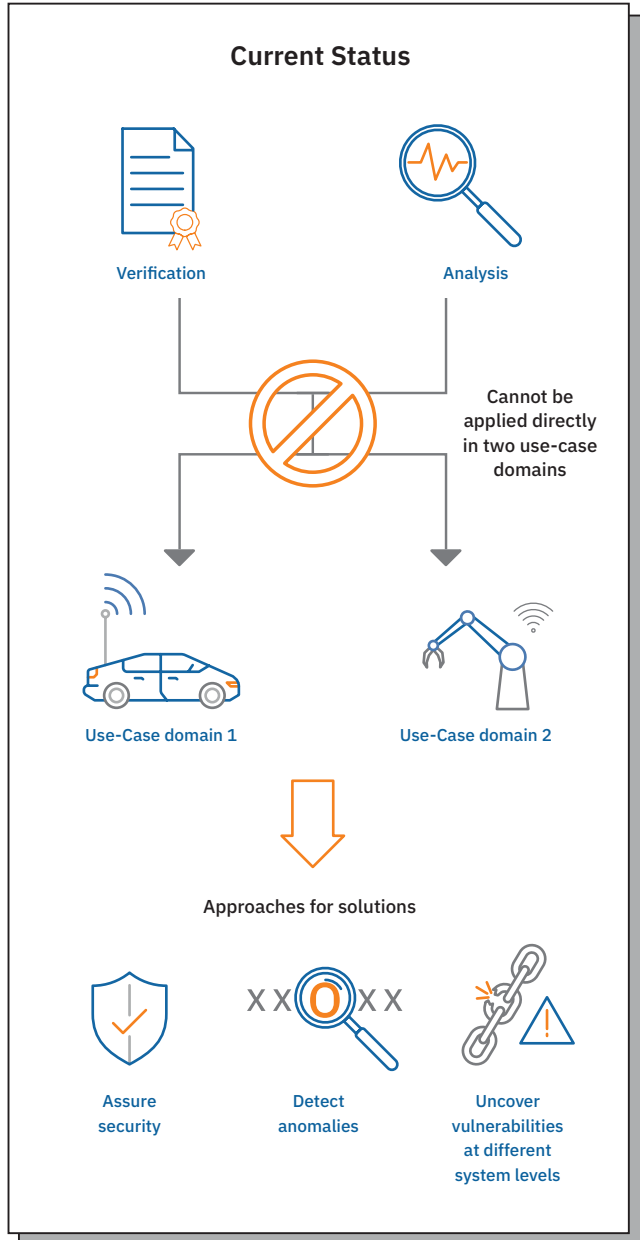 Current Status
Verification
Analysis
Cannot be
applied directly
in two use-case
domains
Use-Case domain 1
Use-Case domain 2
Approaches for solutions
X X O X X
Assure
security
Detect
anomalies
Uncover
vulnerabilities
at different
system levels